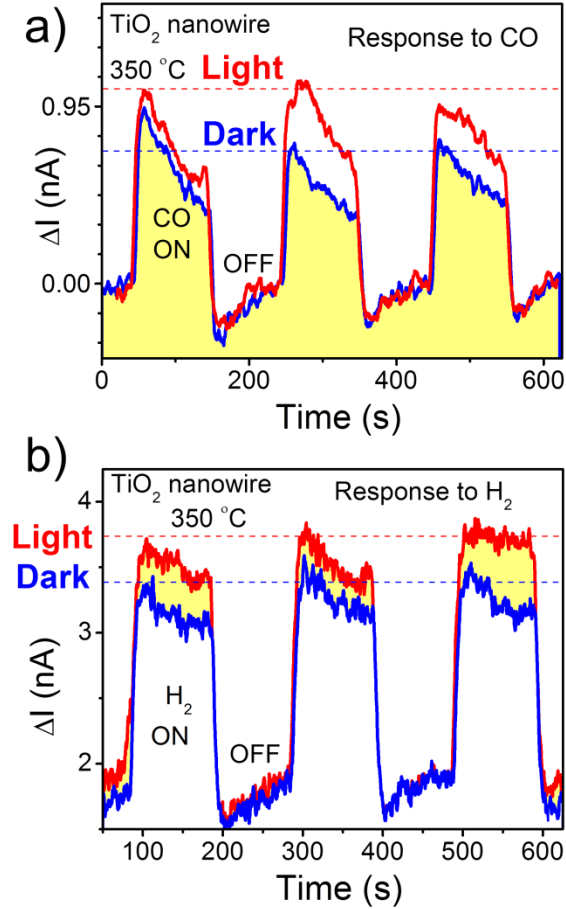 a)
TiO₂ nanowire
350 °C
Response to CO
Light
Dark
CO
ON
OFF
ΔI (nA)
0.95
0.00
0
200
400
600
Time (s)
b)
TiO₂ nanowire
350 °C
Response to H₂
Light
Dark
H₂
ON
OFF
ΔI (nA)
4
3
2
100
200
300
400
500
600
Time (s)